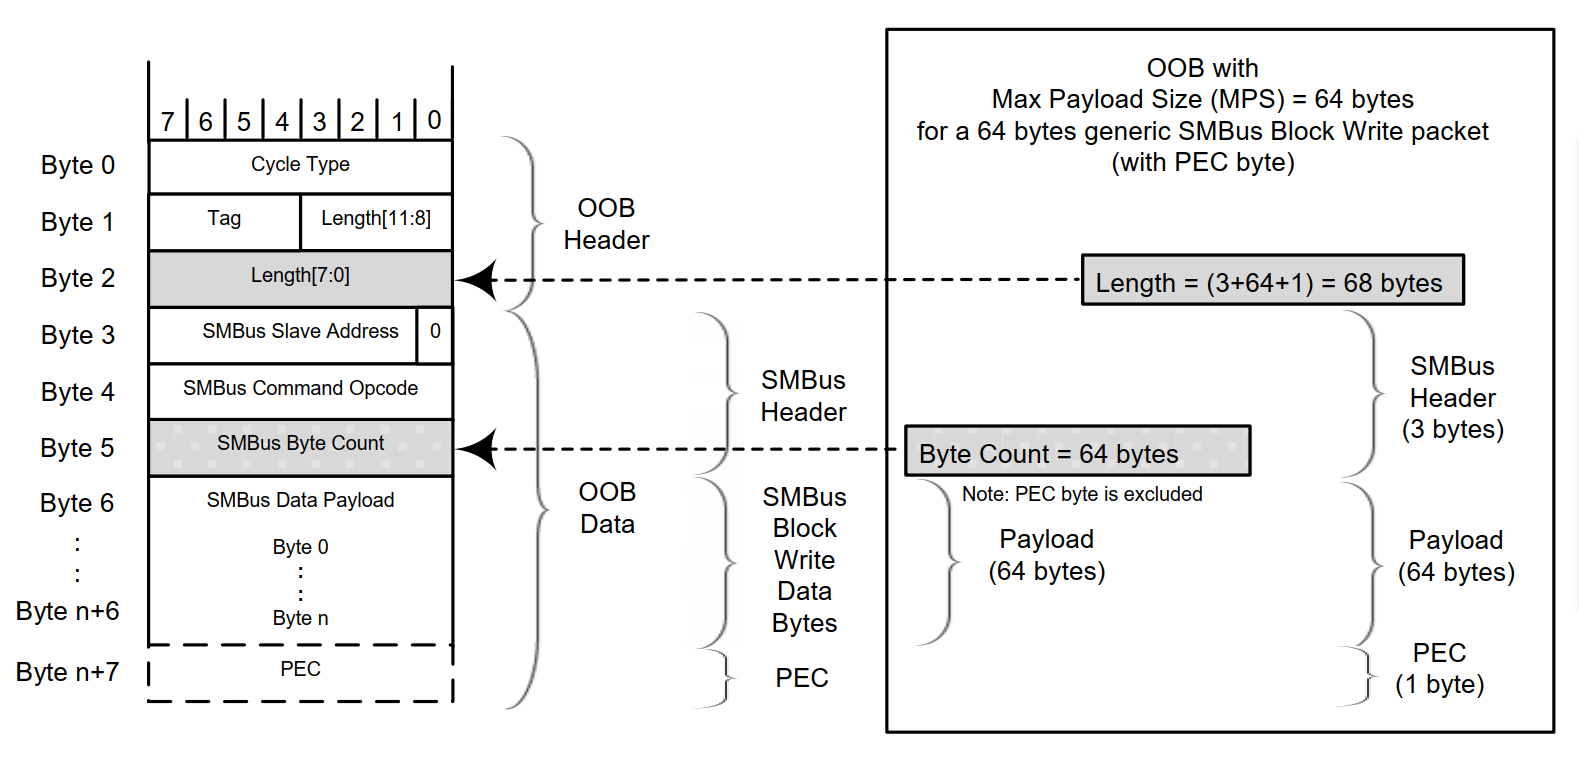 7 6 5 4 3 2 1 0
Byte 0
Cycle Type
Byte 1
Tag
Length[11:8]
Byte 2
Length[7:0]
Byte 3
SMBus Slave Address
0
Byte 4
SMBus Command Opcode
Byte 5
SMBus Byte Count
Byte 6
SMBus Data Payload
:
Byte 0
:
:
:
Byte n+6
Byte n
Byte n+7
PEC
OOB
Header
OOB
Data
SMBus
Header
SMBus
Block
Write
Data
Bytes
PEC
OOB with
Max Payload Size (MPS) = 64 bytes
for a 64 bytes generic SMBus Block Write packet
(with PEC byte)
Length = (3+64+1) = 68 bytes
Byte Count = 64 bytes
Note: PEC byte is excluded
Payload
(64 bytes)
SMBus
Header
(3 bytes)
Payload
(64 bytes)
PEC
(1 byte)